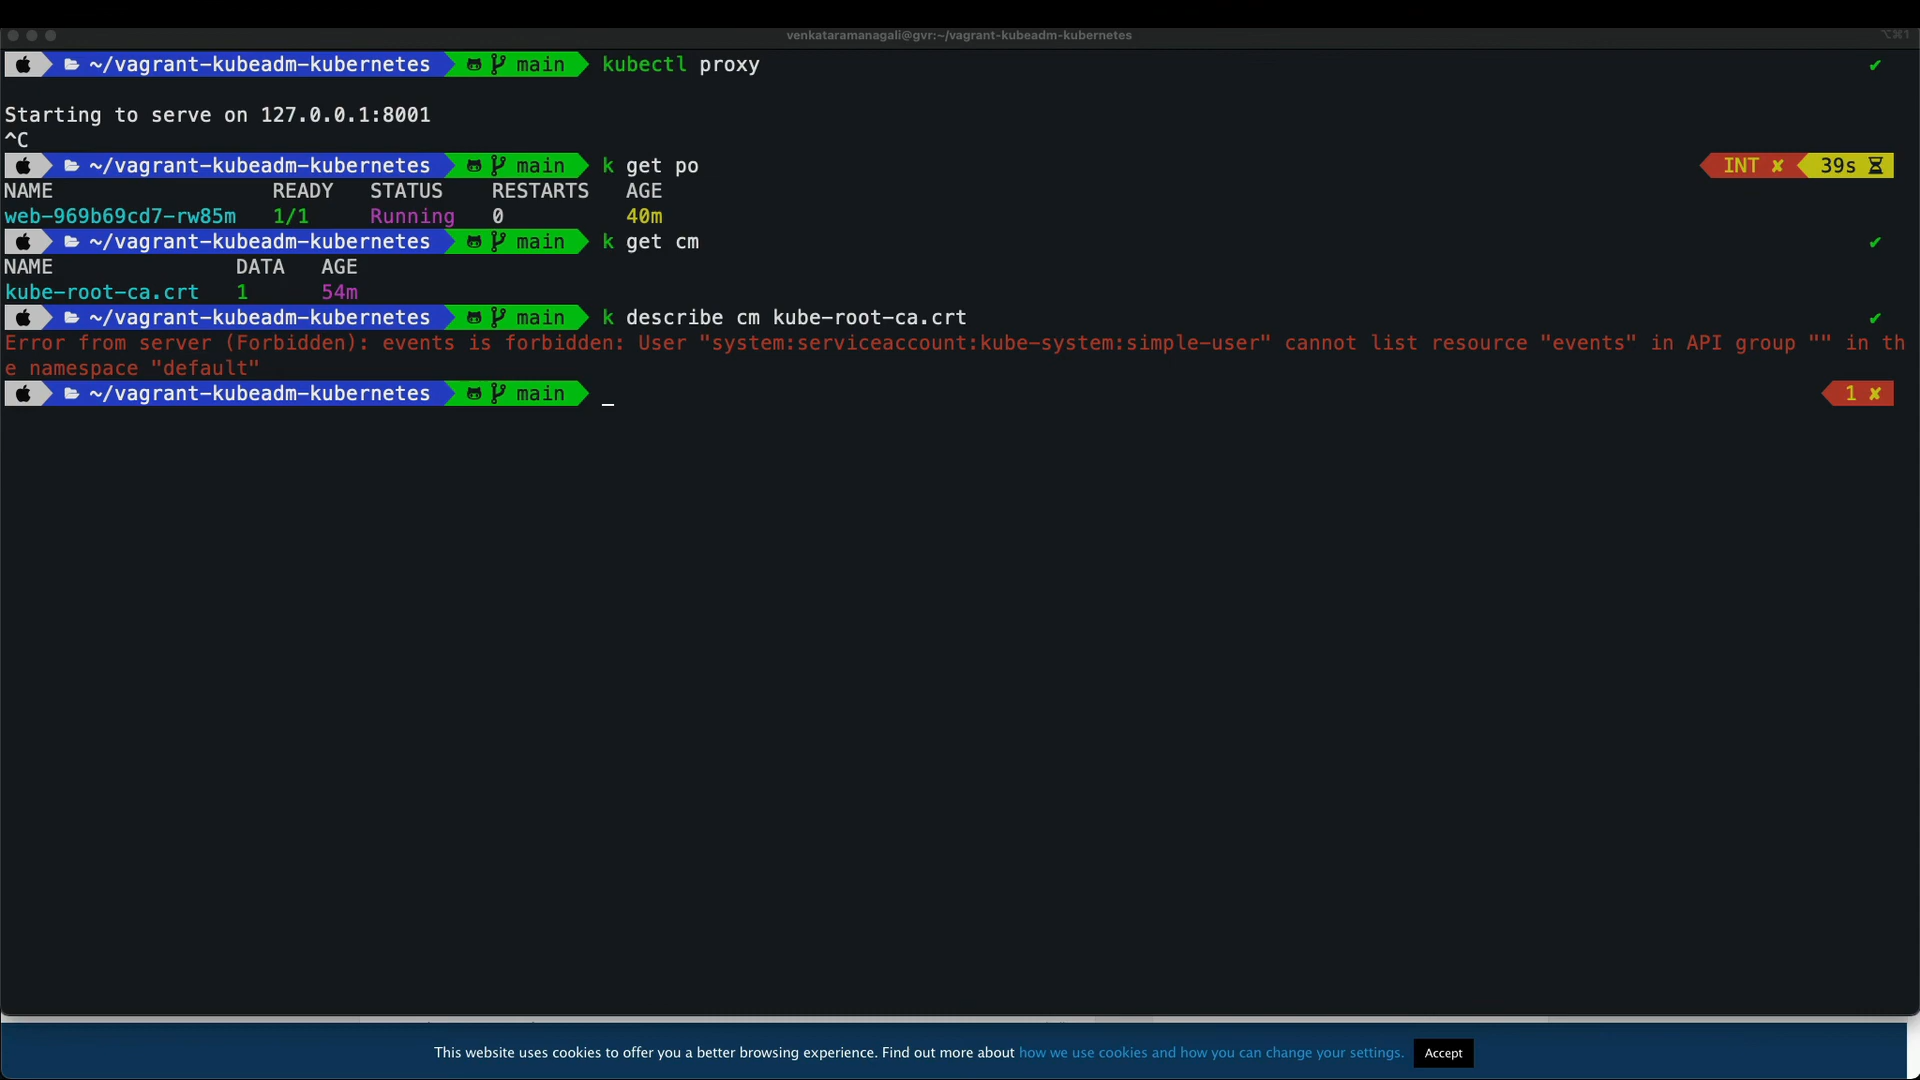 venkataramanagali@gvr:~/vagrant-kubeadm-kubernetes
⌥⌘1
~/vagrant-kubeadm-kubernetes main kubectl proxy ✔
Starting to serve on 127.0.0.1:8001
^C
~/vagrant-kubeadm-kubernetes main k get po INT ✘ 39s
NAME READY STATUS RESTARTS AGE
web-969b69cd7-rw85m 1/1 Running 0 40m
~/vagrant-kubeadm-kubernetes main k get cm ✔
NAME DATA AGE
kube-root-ca.crt 1 54m
~/vagrant-kubeadm-kubernetes main k describe cm kube-root-ca.crt ✔
Error from server (Forbidden): events is forbidden: User "system:serviceaccount:kube-system:simple-user" cannot list resource "events" in API group "" in th
e namespace "default"
~/vagrant-kubeadm-kubernetes main _ 1 ✘
This website uses cookies to offer you a better browsing experience. Find out more about how we use cookies and how you can change your settings. Accept